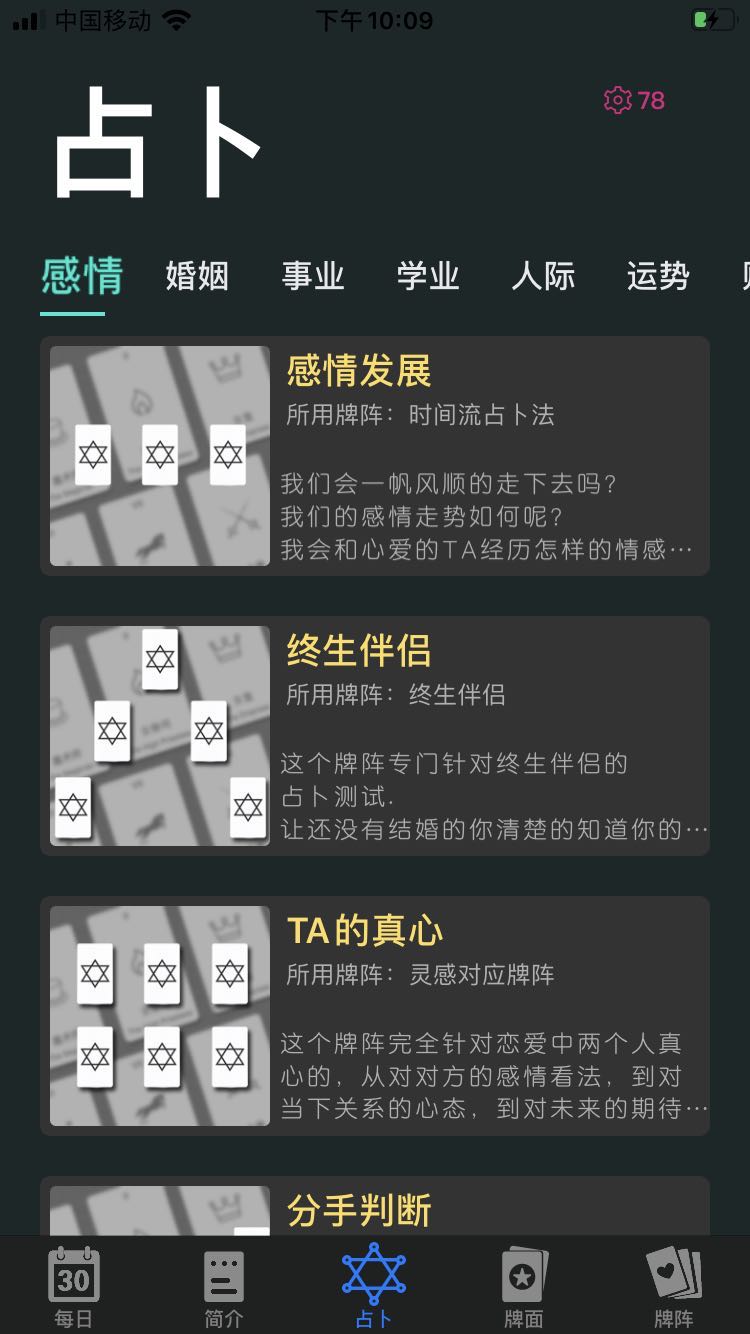 中国移动
下午10:09
占卜
78
感情 婚姻 事业 学业 人际 运势
感情发展
所用牌阵：时间流占卜法
我们会一帆风顺的走下去吗？
我们的感情走势如何呢？
我会和心爱的TA经历怎样的情感…
终生伴侣
所用牌阵：终生伴侣
这个牌阵专门针对终生伴侣的
占卜测试.
让还没有结婚的你清楚的知道你的…
TA的真心
所用牌阵：灵感对应牌阵
这个牌阵完全针对恋爱中两个人真
心的，从对对方的感情看法，到对
当下关系的心态，到对未来的期待…
分手判断
30
每日 简介 占卜 牌面 牌阵